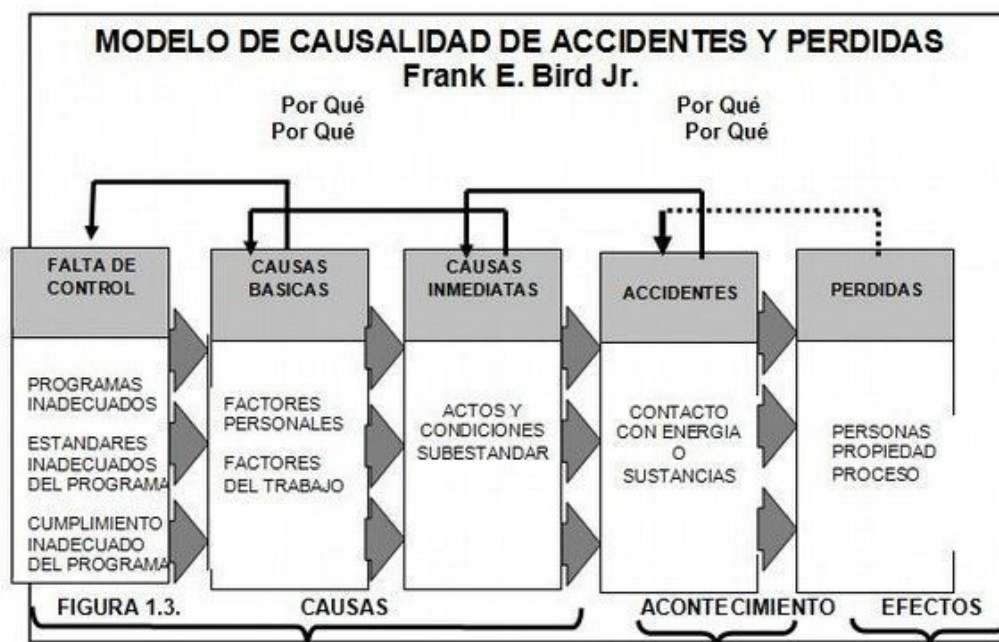 MODELO DE CAUSALIDAD DE ACCIDENTES Y PERDIDAS
Frank E. Bird Jr.
Por Qué
Por Qué
Por Qué
Por Qué
FALTA DE
CONTROL
PROGRAMAS
INADECUADOS
ESTANDARES
INADECUADOS
DEL PROGRAMA
CUMPLIMIENTO
INADECUADO
DEL PROGRAMA
CAUSAS
BASICAS
FACTORES
PERSONALES
FACTORES
DEL TRABAJO
CAUSAS
INMEDIATAS
ACTOS Y
CONDICIONES
SUBESTANDAR
ACCIDENTES
CONTACTO
CON ENERGIA
O
SUSTANCIAS
PERDIDAS
PERSONAS
PROPIEDAD
PROCESO
FIGURA 1.3.
CAUSAS
ACONTECIMIENTO
EFECTOS